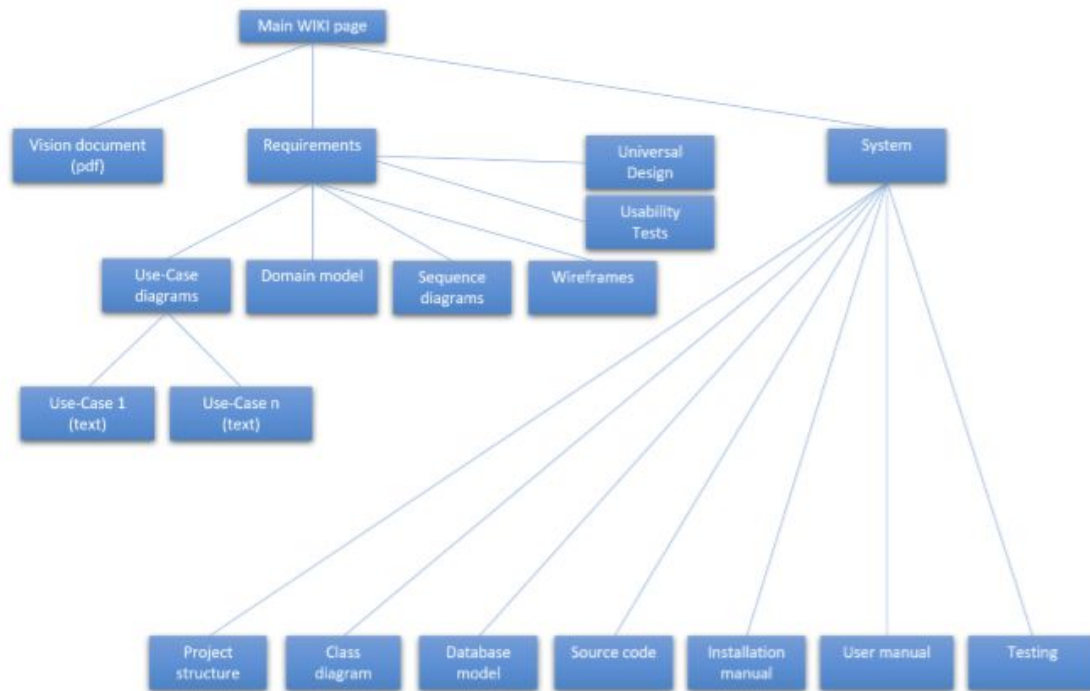 Main WIKI page
Vision document
(pdf)
Requirements
Universal
Design
System
Usability
Tests
Use-Case
diagrams
Domain model
Sequence
diagrams
Wireframes
Use-Case 1
(text)
Use-Case n
(text)
Project
structure
Class
diagram
Database
model
Source code
Installation
manual
User manual
Testing